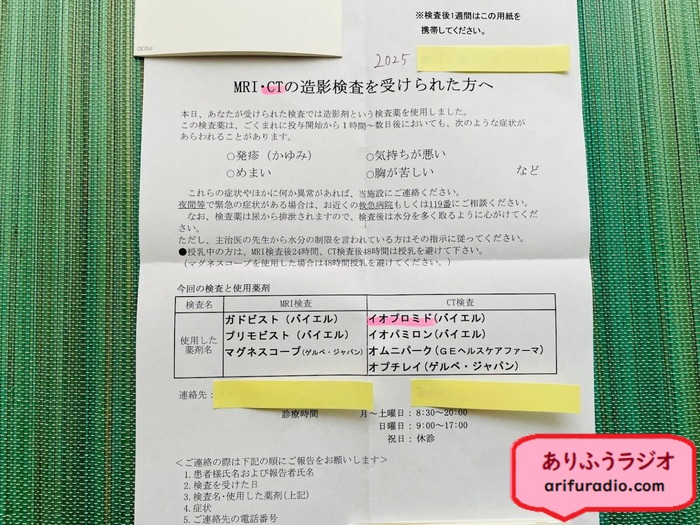 ※検査後1週間はこの用紙を
携帯してください。
2025
MRI・CTの造影検査を受けられた方へ
本日、あなたが受けられた検査では造影剤という検査薬を使用しました。
この検査薬は、ごくまれに投与開始から1時間～数日後においても、次のような症状が
あらわれることがあります。
○発疹（かゆみ） ○気持ちが悪い
○めまい ○胸が苦しい など
これらの症状やほかに何か異常があれば、当施設にご連絡ください。
夜間等で緊急の症状がある場合は、お近くの救急病院もしくは119番にご相談ください。
なお、検査薬は尿から排泄されますので、検査後は水分を多く取るように心がけてくだ
さい。
ただし、主治医の先生から水分の制限を言われている方はその指示に従ってください。
●授乳中の方は、MRI検査後24時間、CT検査後48時間は授乳を避けて下さい。
(マグネスコープを使用した場合は48時間授乳を避けてください。)
今回の検査と使用薬剤
検査名 MRI検査 CT検査
使用した
薬剤名
ガドビスト（バイエル） イオプロミド(バイエル)
プリモビスト（バイエル） イオパミロン(バイエル)
マグネスコープ(ゲルベ・ジャパン) オムニパーク(GEヘルスケアファーマ)
オプチレイ(ゲルベ・ジャパン)
連絡先：
診療時間 月～土曜日：8:30～20:00
日曜日：9:00～17:00
祝日：休診
＜ご連絡の際は下記の順にご報告をお願いします＞
1.患者様氏名および報告者氏名
2.検査を受けた日
3.検査名・使用した薬剤(上記)
4.症状
5.ご連絡先の電話番号
ありふうラジオ
arifuradio.com